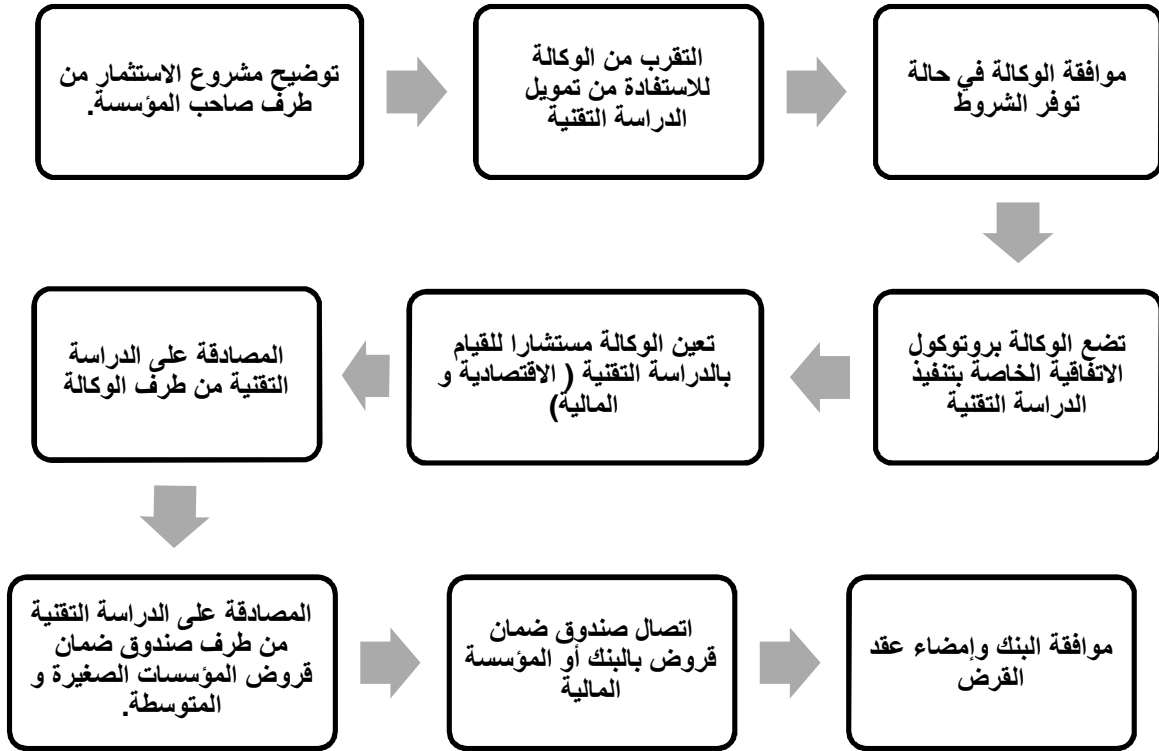 توضيح مشروع الاستثمار من
طرف صاحب المؤسسة.
التقرب من الوكالة
للاستفادة من تمويل
الدراسة التقنية
موافقة الوكالة في حالة
توفر الشروط
تضع الوكالة بروتوكول
الاتفاقية الخاصة بتنفيذ
الدراسة التقنية
تعين الوكالة مستشارا للقيام
بالدراسة التقنية ( الاقتصادية و
المالية)
المصادقة على الدراسة
التقنية من طرف الوكالة
المصادقة على الدراسة التقنية
من طرف صندوق ضمان
قروض المؤسسات الصغيرة و
المتوسطة.
اتصال صندوق ضمان
قروض بالبنك أو المؤسسة
المالية
موافقة البنك وإمضاء عقد
القرض